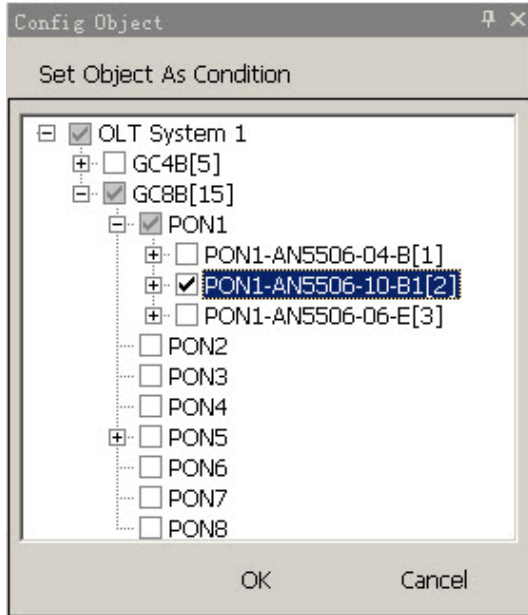 Config Object
Set Object As Condition
OLT System 1
GC4B[5]
GC8B[15]
PON1
PON1-AN5506-04-B[1]
PON1-AN5506-10-B1[2]
PON1-AN5506-06-E[3]
PON2
PON3
PON4
PON5
PON6
PON7
PON8
OK Cancel